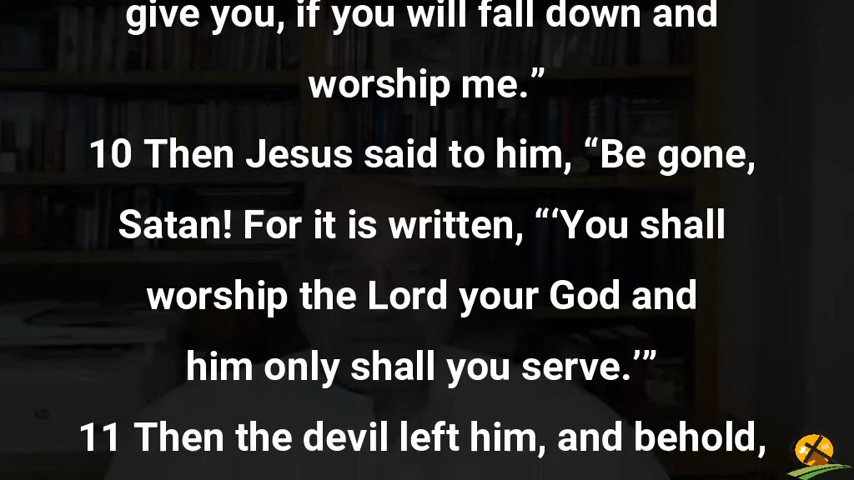 give you, if you will fall down and
worship me.”
10 Then Jesus said to him, “Be gone,
Satan! For it is written, “‘You shall
worship the Lord your God and
him only shall you serve.’”
11 Then the devil left him, and behold,